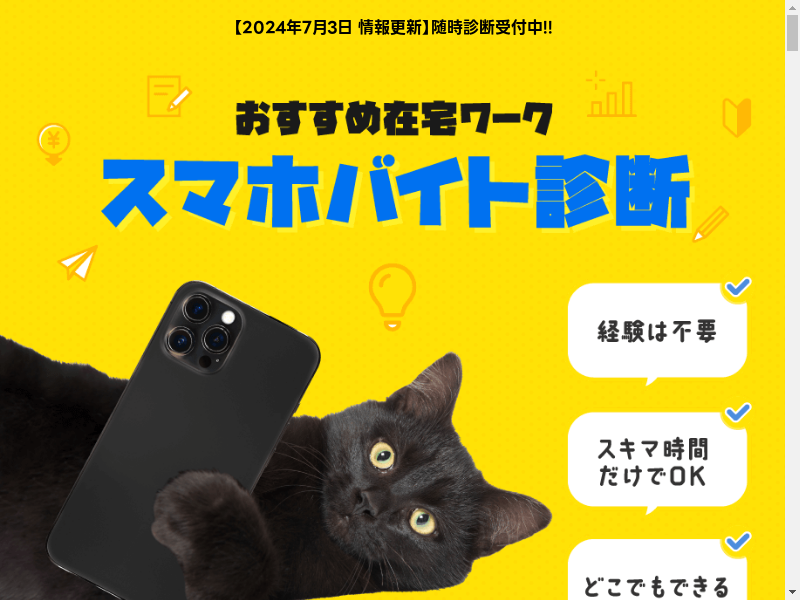 【2024年7月3日 情報更新】随時診断受付中!!
おすすめ在宅ワーク
スマホバイト診断
経験は不要
スキマ時間
だけでOK
どこでもできる